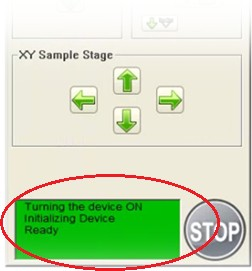 XY Sample Stage
Turning the device ON
Initializing Device
Ready
STOP